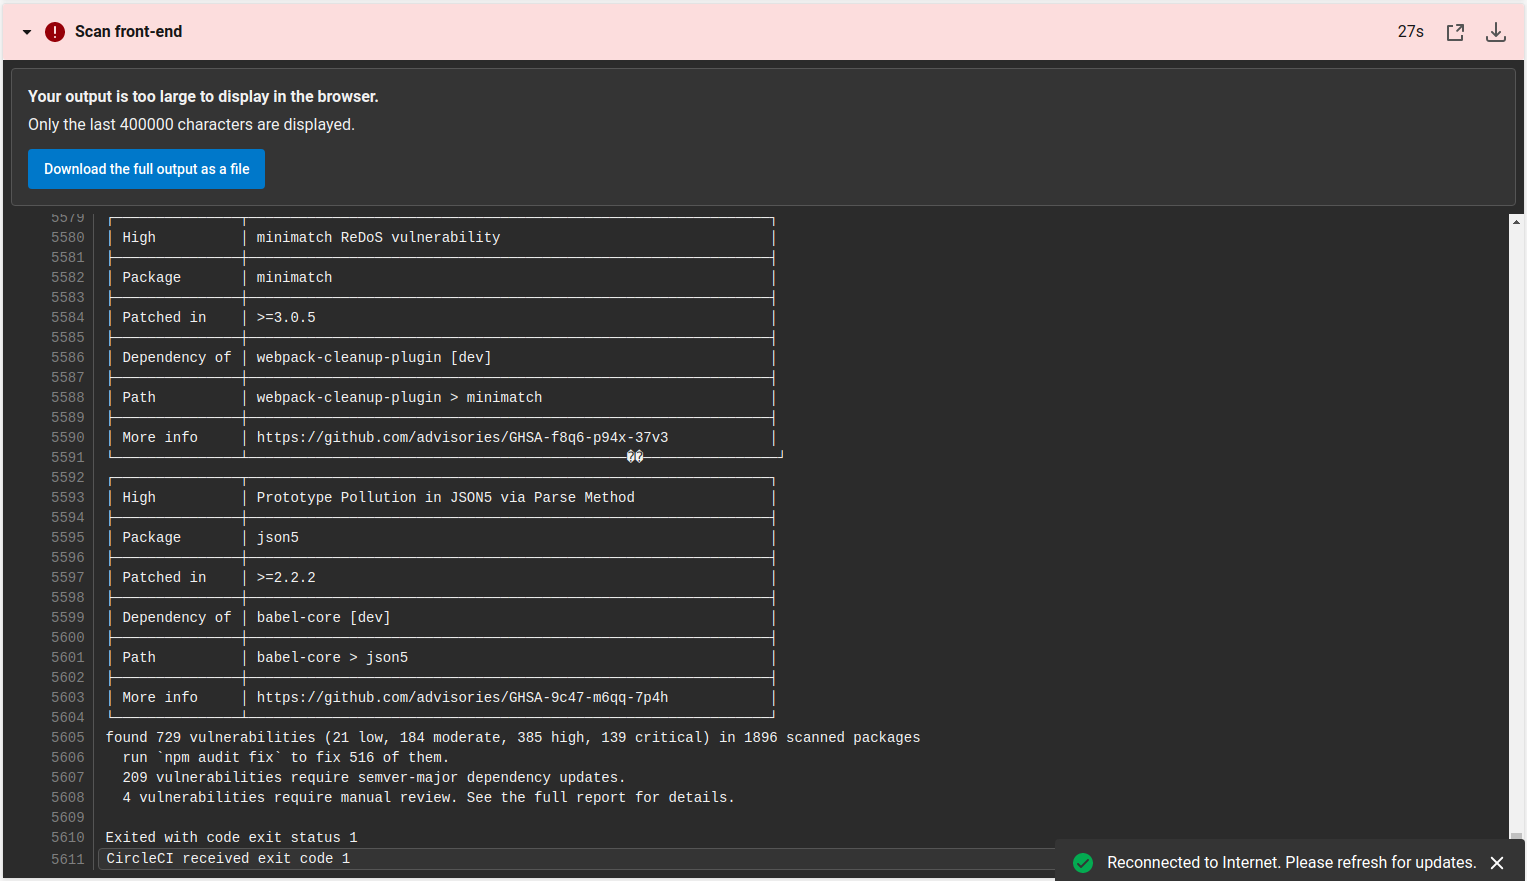 Scan front-end
27s
Your output is too large to display in the browser.
Only the last 400000 characters are displayed.
Download the full output as a file
5579
5580 High minimatch ReDoS vulnerability
5581
5582 Package minimatch
5583
5584 Patched in >=3.0.5
5585
5586 Dependency of webpack-cleanup-plugin [dev]
5587
5588 Path webpack-cleanup-plugin > minimatch
5589
5590 More info https://github.com/advisories/GHSA-f8q6-p94x-37v3
5591 ��
5592
5593 High Prototype Pollution in JSON5 via Parse Method
5594
5595 Package json5
5596
5597 Patched in >=2.2.2
5598
5599 Dependency of babel-core [dev]
5600
5601 Path babel-core > json5
5602
5603 More info https://github.com/advisories/GHSA-9c47-m6qq-7p4h
5604
5605 found 729 vulnerabilities (21 low, 184 moderate, 385 high, 139 critical) in 1896 scanned packages
5606 run `npm audit fix` to fix 516 of them.
5607 209 vulnerabilities require semver-major dependency updates.
5608 4 vulnerabilities require manual review. See the full report for details.
5609
5610 Exited with code exit status 1
5611 CircleCI received exit code 1
Reconnected to Internet. Please refresh for updates.